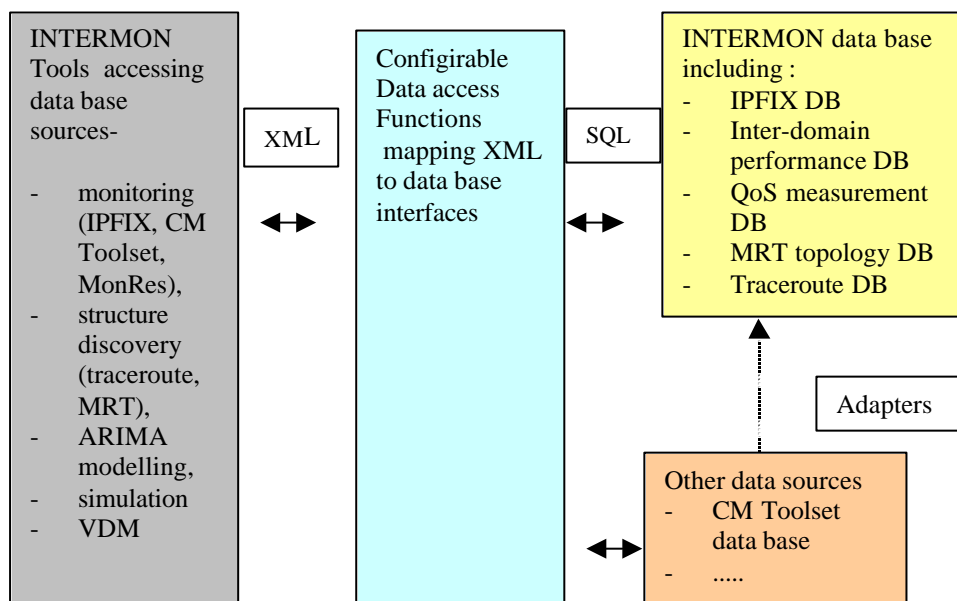 INTERMON
Tools accessing
data base
sources-
- monitoring
(IPFIX, CM
Toolset,
MonRes),
- structure
discovery
(traceroute,
MRT),
- ARIMA
modelling,
- simulation
- VDM
XML
Configirable
Data access
Functions
mapping XML
to data base
interfaces
SQL
INTERMON data base
including :
- IPFIX DB
- Inter-domain
performance DB
- QoS measurement
DB
- MRT topology DB
- Traceroute DB
Adapters
Other data sources
- CM Toolset
data base
- .....